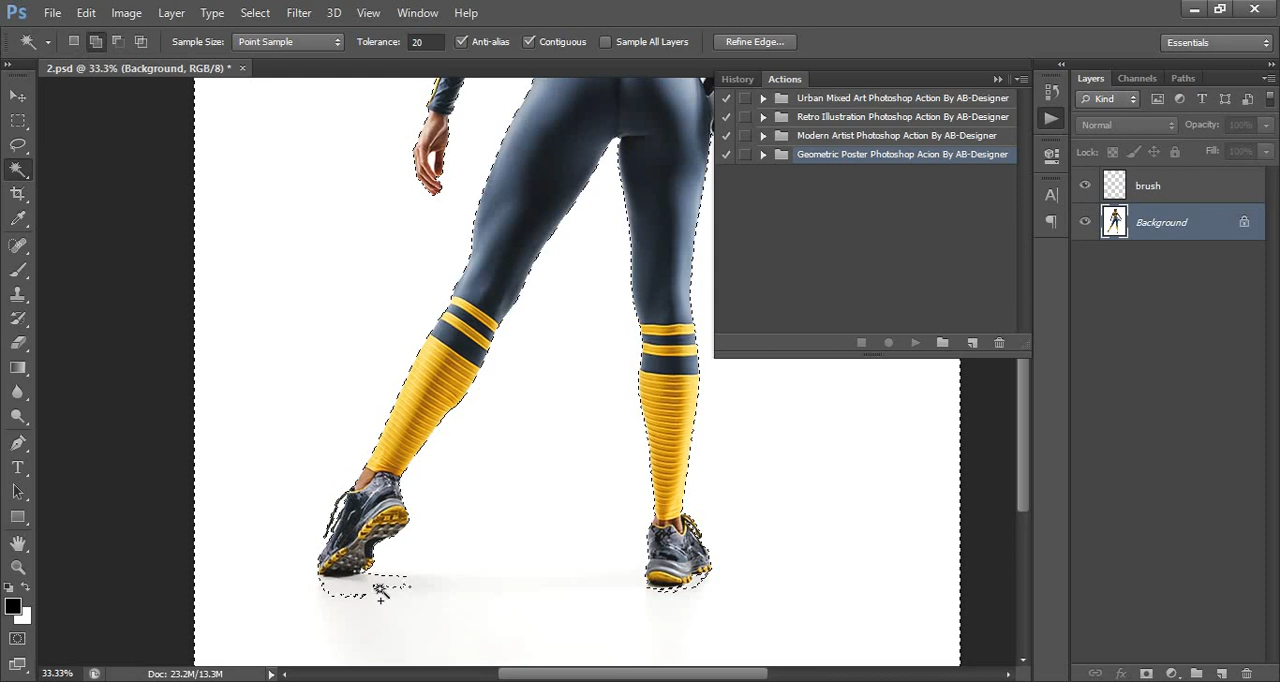 Ps File Edit Image Layer Type Select Filter 3D View Window Help
Sample Size: Point Sample Tolerance: 20 Anti-alias Contiguous Sample All Layers Refine Edge... Essentials
2.psd @ 33.3% (Background, RGB/8) * ×
History Actions
Urban Mixed Art Photoshop Action By AB-Designer
Retro Illustration Photoshop Action By AB-Designer
Modern Artist Photoshop Action By AB-Designer
Geometric Poster Photoshop Acion By AB-Designer
Layers Channels Paths
Kind
Normal Opacity: 100%
Lock: Fill: 100%
brush
Background
33.33% Doc: 23.2M/13.3M